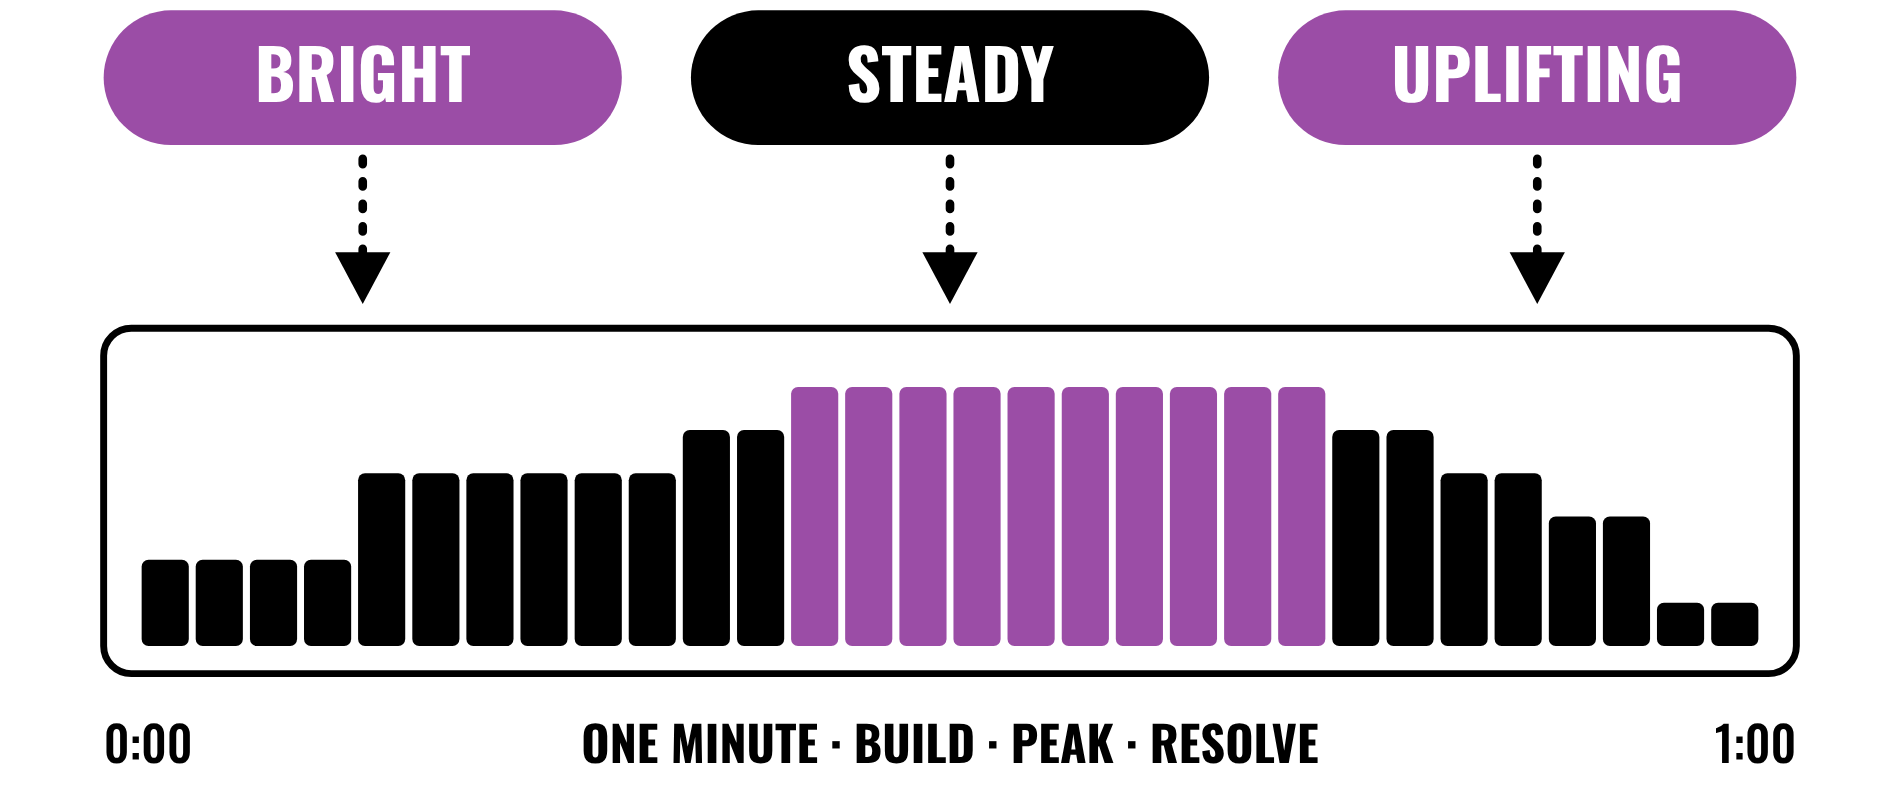 BRIGHT
STEADY
UPLIFTING
0:00
ONE MINUTE · BUILD · PEAK · RESOLVE
1:00